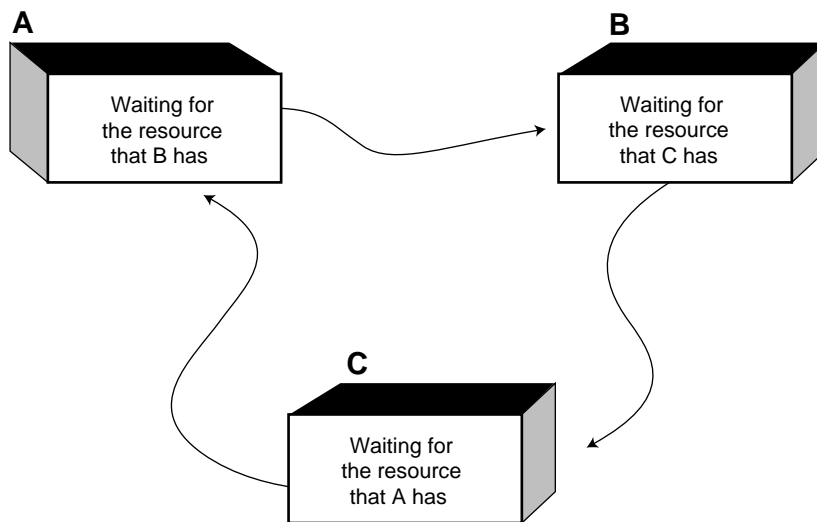 A
Waiting for
the resource
that B has
B
Waiting for
the resource
that C has
C
Waiting for
the resource
that A has